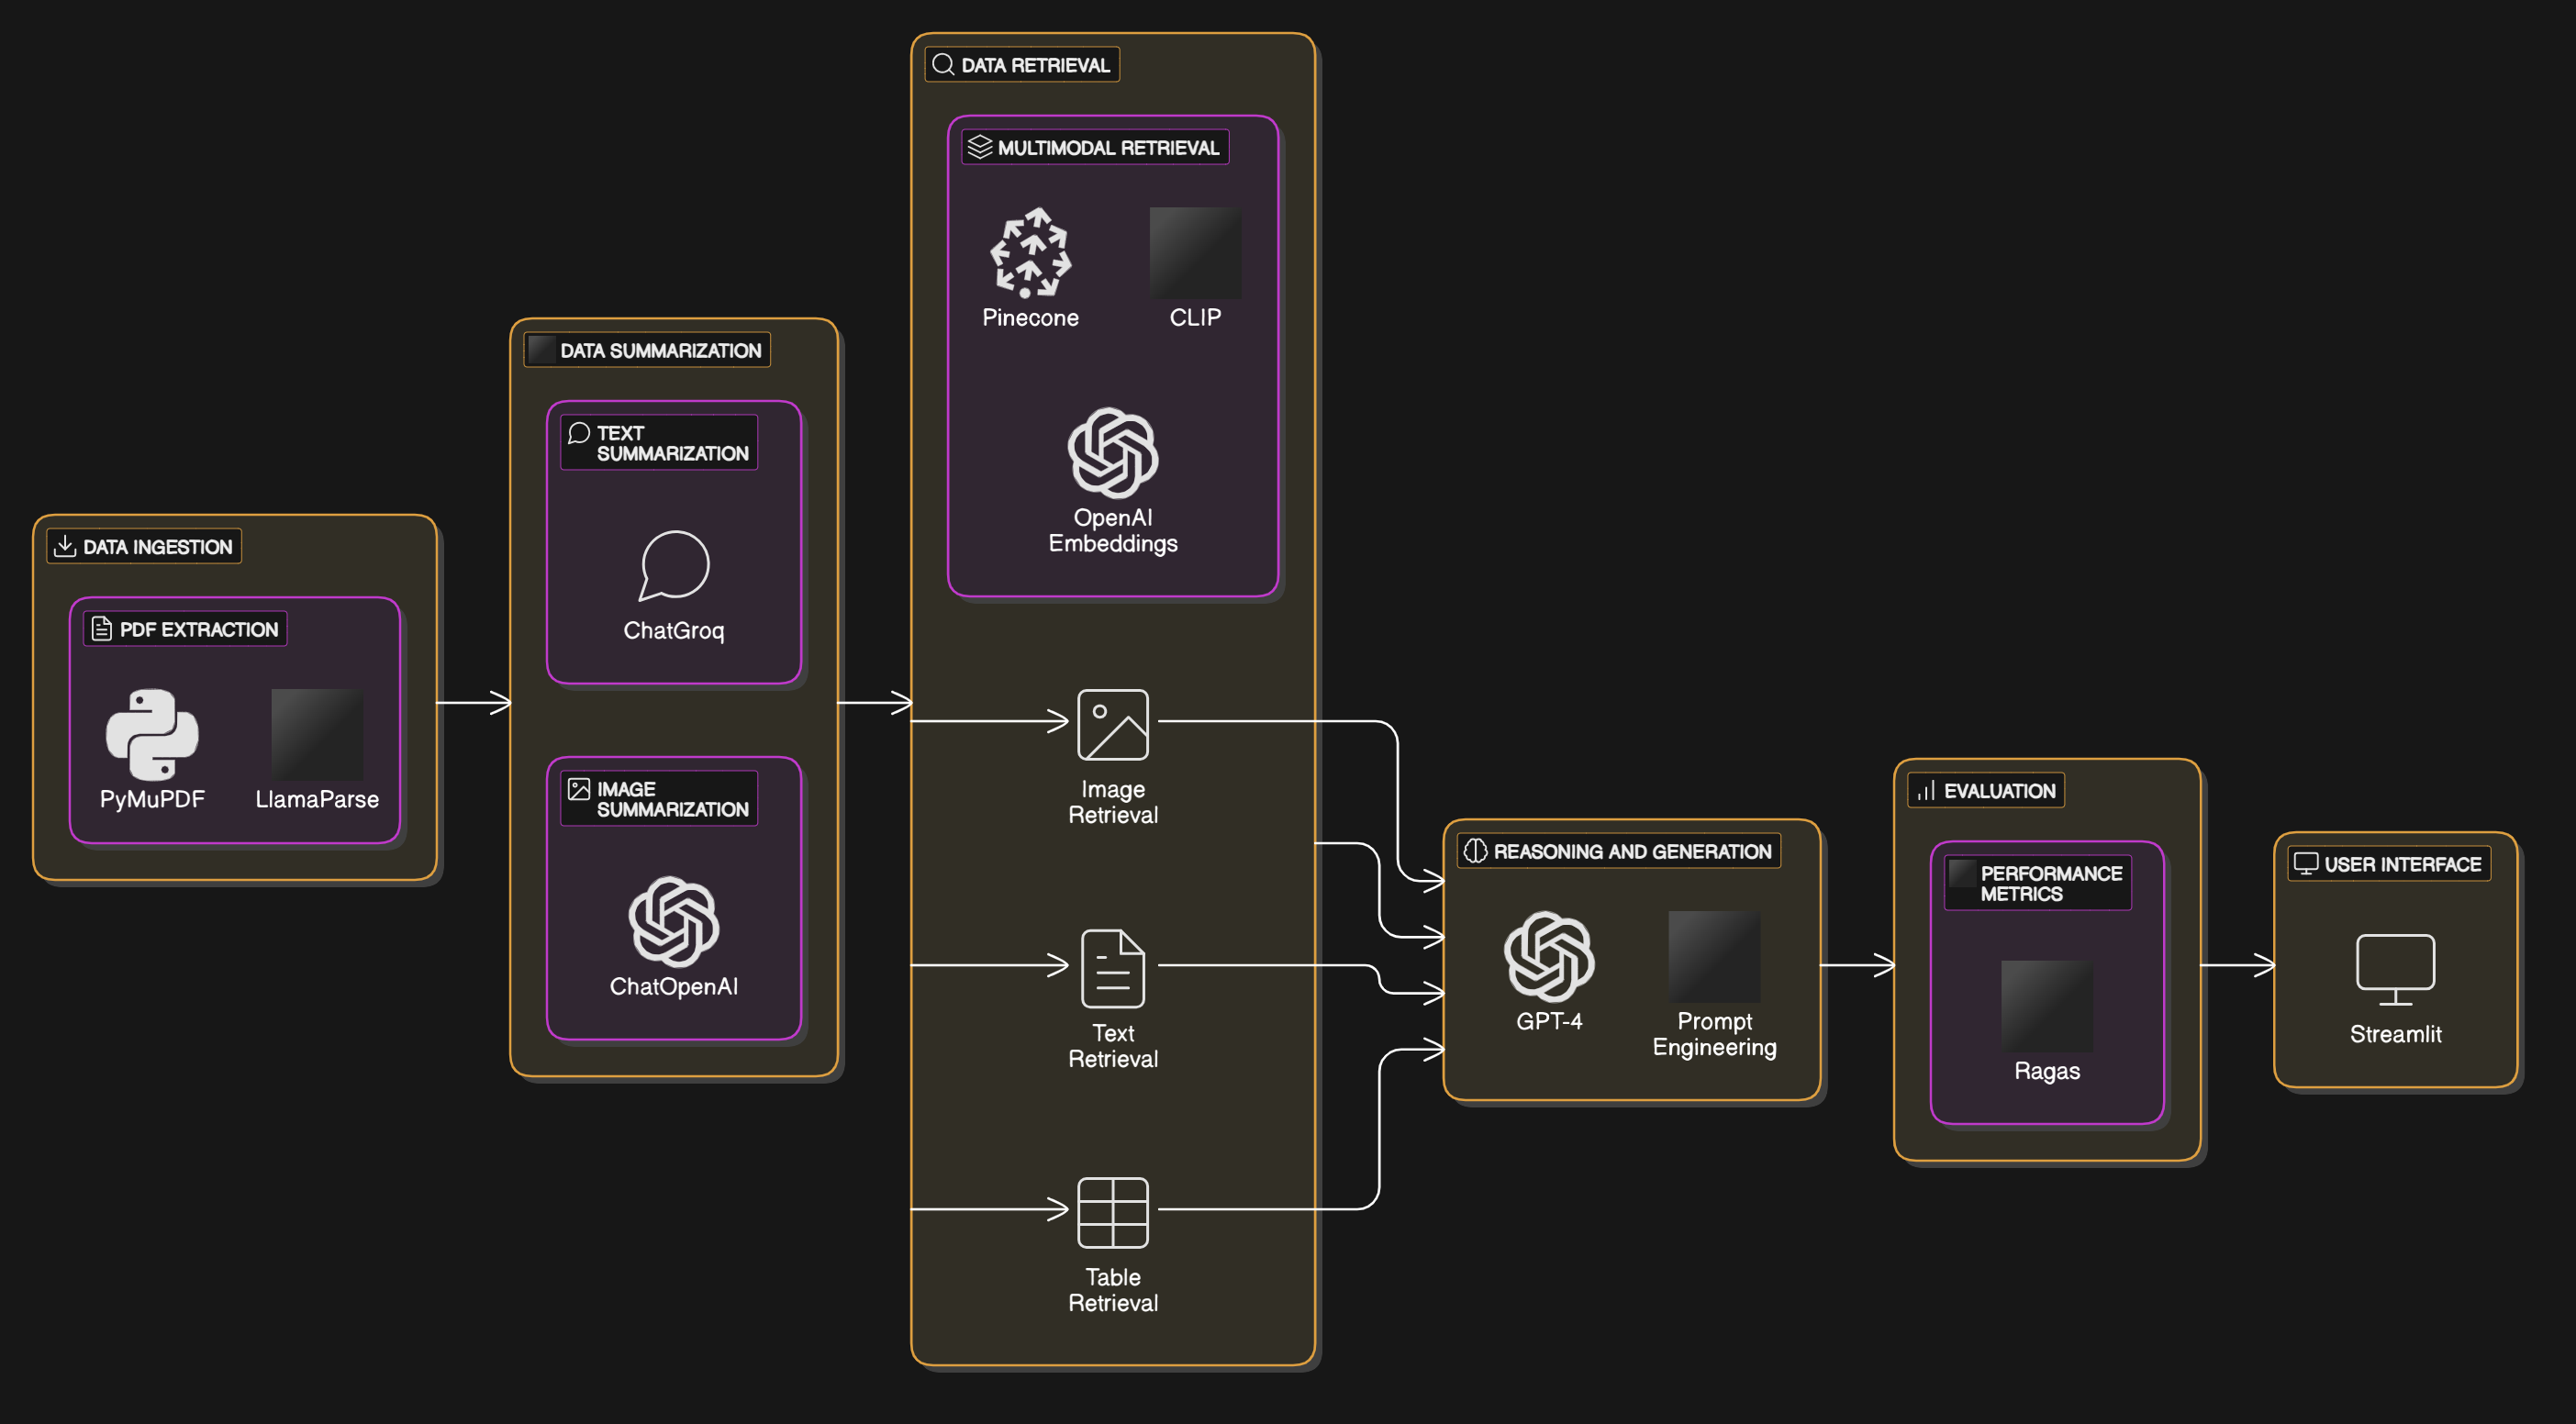 DATA INGESTION
PDF EXTRACTION
PyMuPDF
LlamaParse
DATA SUMMARIZATION
TEXT
SUMMARIZATION
ChatGroq
IMAGE
SUMMARIZATION
ChatOpenAI
DATA RETRIEVAL
MULTIMODAL RETRIEVAL
Pinecone
CLIP
OpenAI
Embeddings
Image
Retrieval
Text
Retrieval
Table
Retrieval
REASONING AND GENERATION
GPT-4
Prompt
Engineering
EVALUATION
PERFORMANCE
METRICS
Ragas
USER INTERFACE
Streamlit